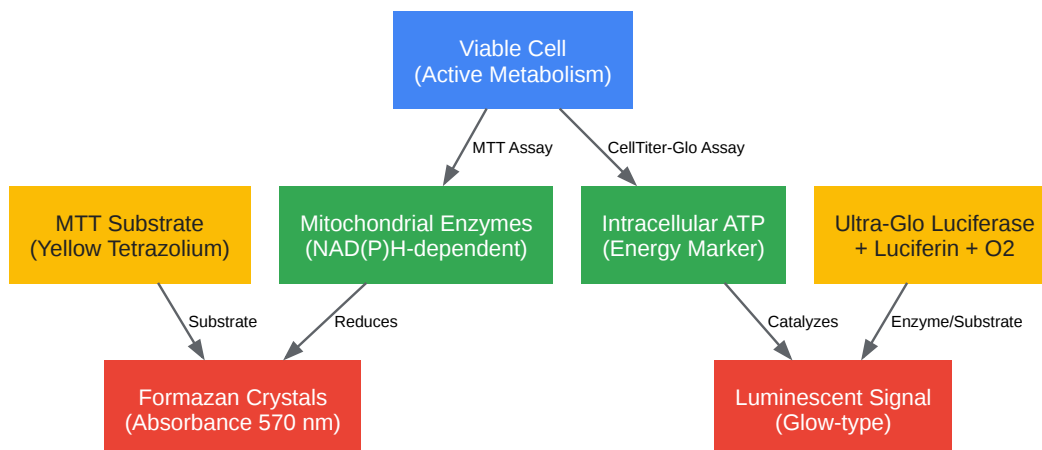 Viable Cell
(Active Metabolism)
MTT Assay
CellTiter-Glo Assay
MTT Substrate
(Yellow Tetrazolium)
Mitochondrial Enzymes
(NAD(P)H-dependent)
Intracellular ATP
(Energy Marker)
Ultra-Glo Luciferase
+ Luciferin + O2
Substrate
Reduces
Catalyzes
Enzyme/Substrate
Formazan Crystals
(Absorbance 570 nm)
Luminescent Signal
(Glow-type)